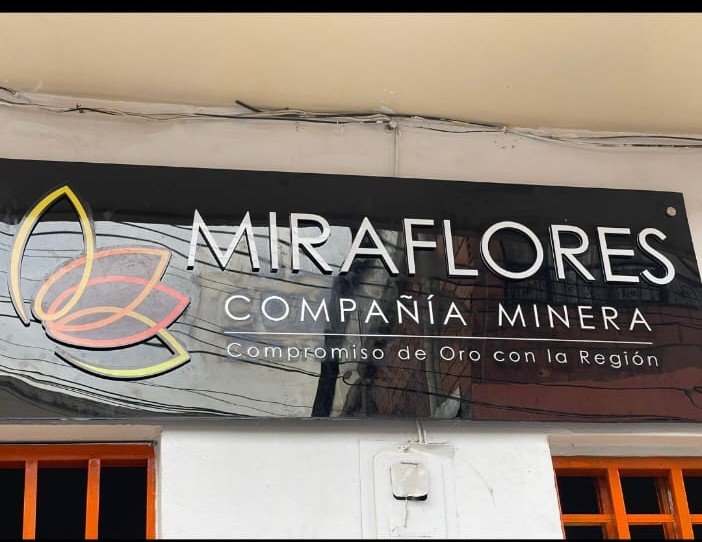 MIRAFLORES
COMPAÑÍA MINERA
Compromiso de Oro con la Región